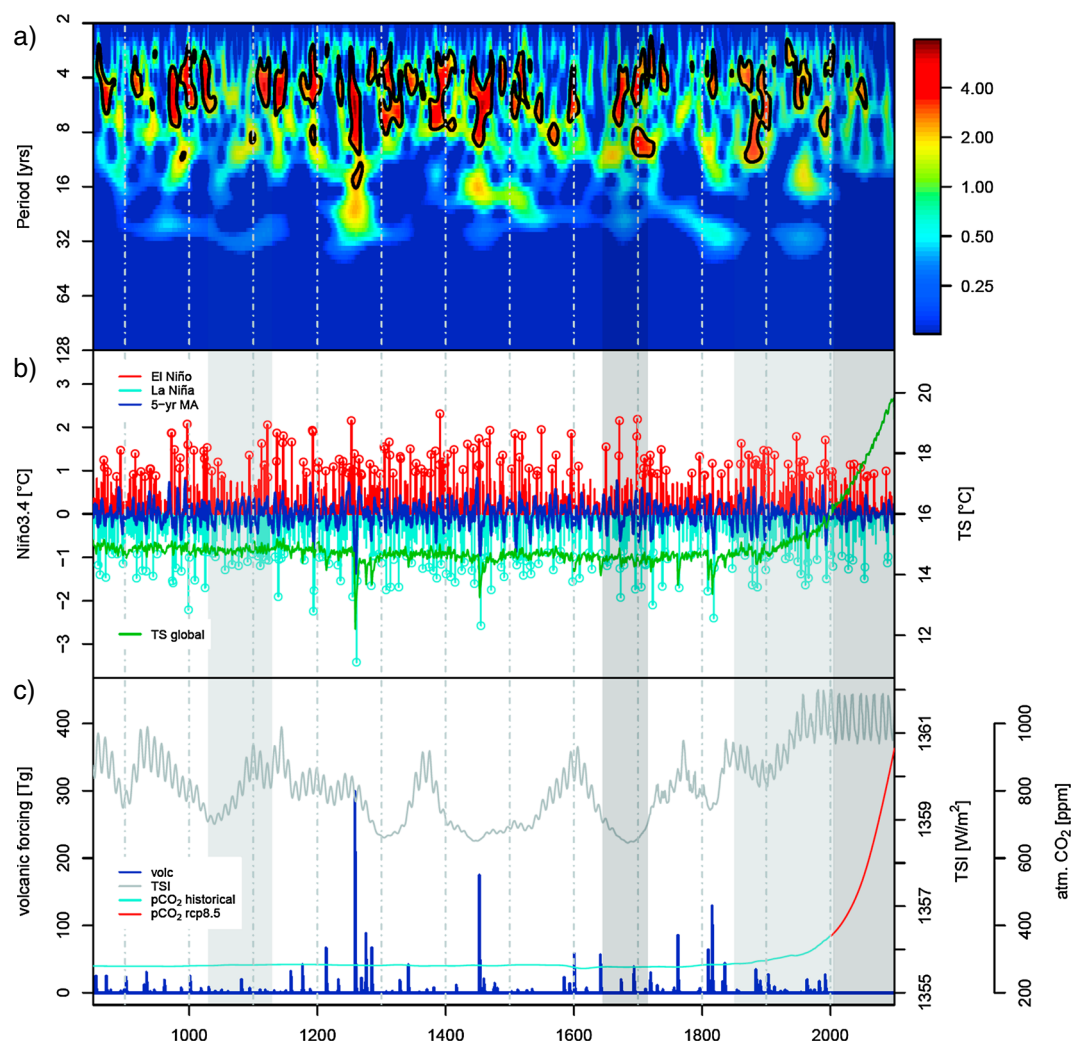 a)
2
4
8
16
32
64
128
Period [yrs]
4.00
2.00
1.00
0.50
0.25
b)
3
2
1
0
−1
−2
−3
Niño3.4 [°C]
El Niño
La Niña
5−yr MA
TS global
20
18
16
14
12
TS [°C]
c)
400
300
200
100
0
volcanic forcing [Tg]
volc
TSI
pCO₂ historical
pCO₂ rcp8.5
1361
1359
1357
1355
TSI [W/m²]
1000
800
600
400
200
atm. CO₂ [ppm]
1000 1200 1400 1600 1800 2000